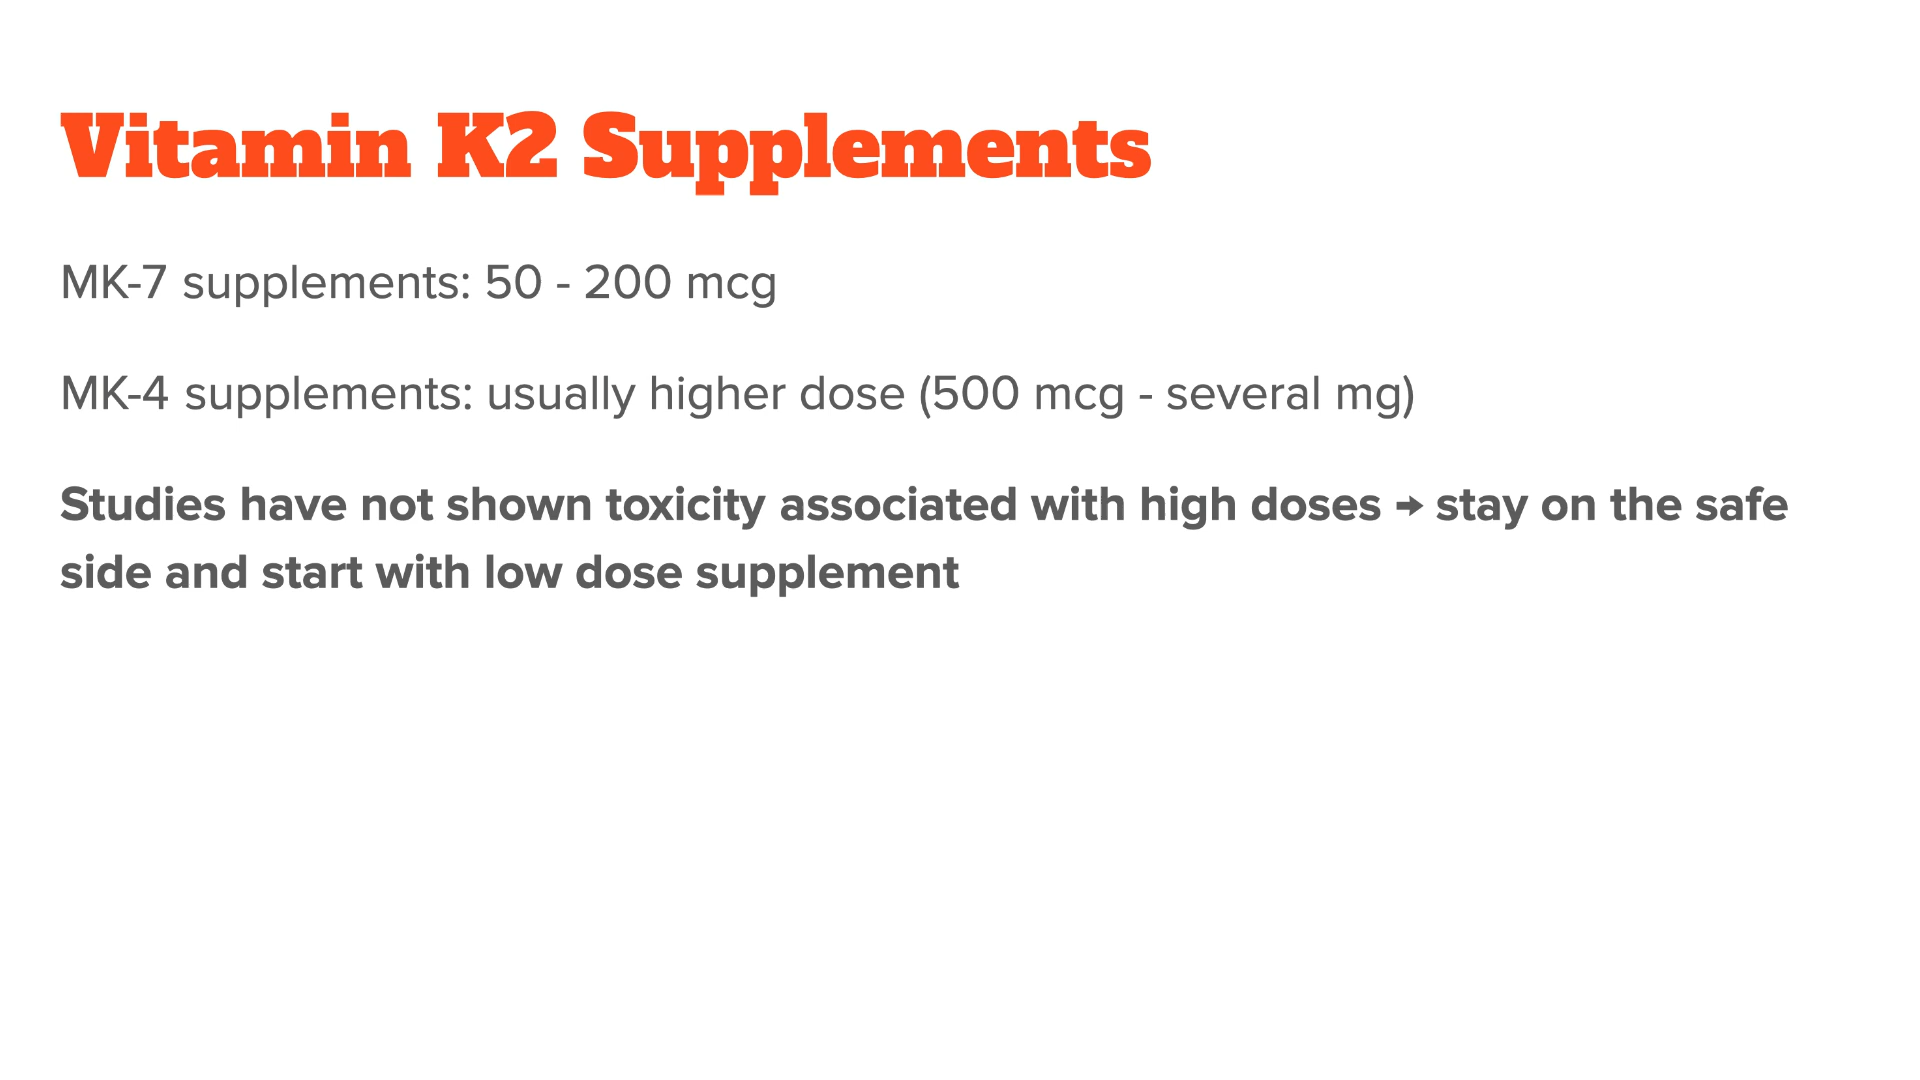 Vitamin K2 Supplements
MK-7 supplements: 50 - 200 mcg
MK-4 supplements: usually higher dose (500 mcg - several mg)
Studies have not shown toxicity associated with high doses → stay on the safe
side and start with low dose supplement